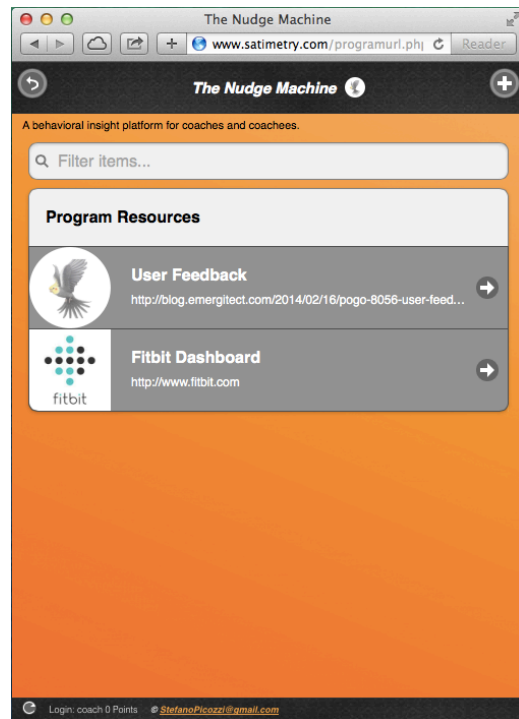 The Nudge Machine
www.satimetry.com/programurl.php
Reader
The Nudge Machine
A behavioral insight platform for coaches and coachees.
Filter items...
Program Resources
User Feedback
http://blog.emergitect.com/2014/02/16/pogo-8056-user-feed...
fitbit
Fitbit Dashboard
http://www.fitbit.com
Login: coach 0 Points © StefanoPicozzi@gmail.com